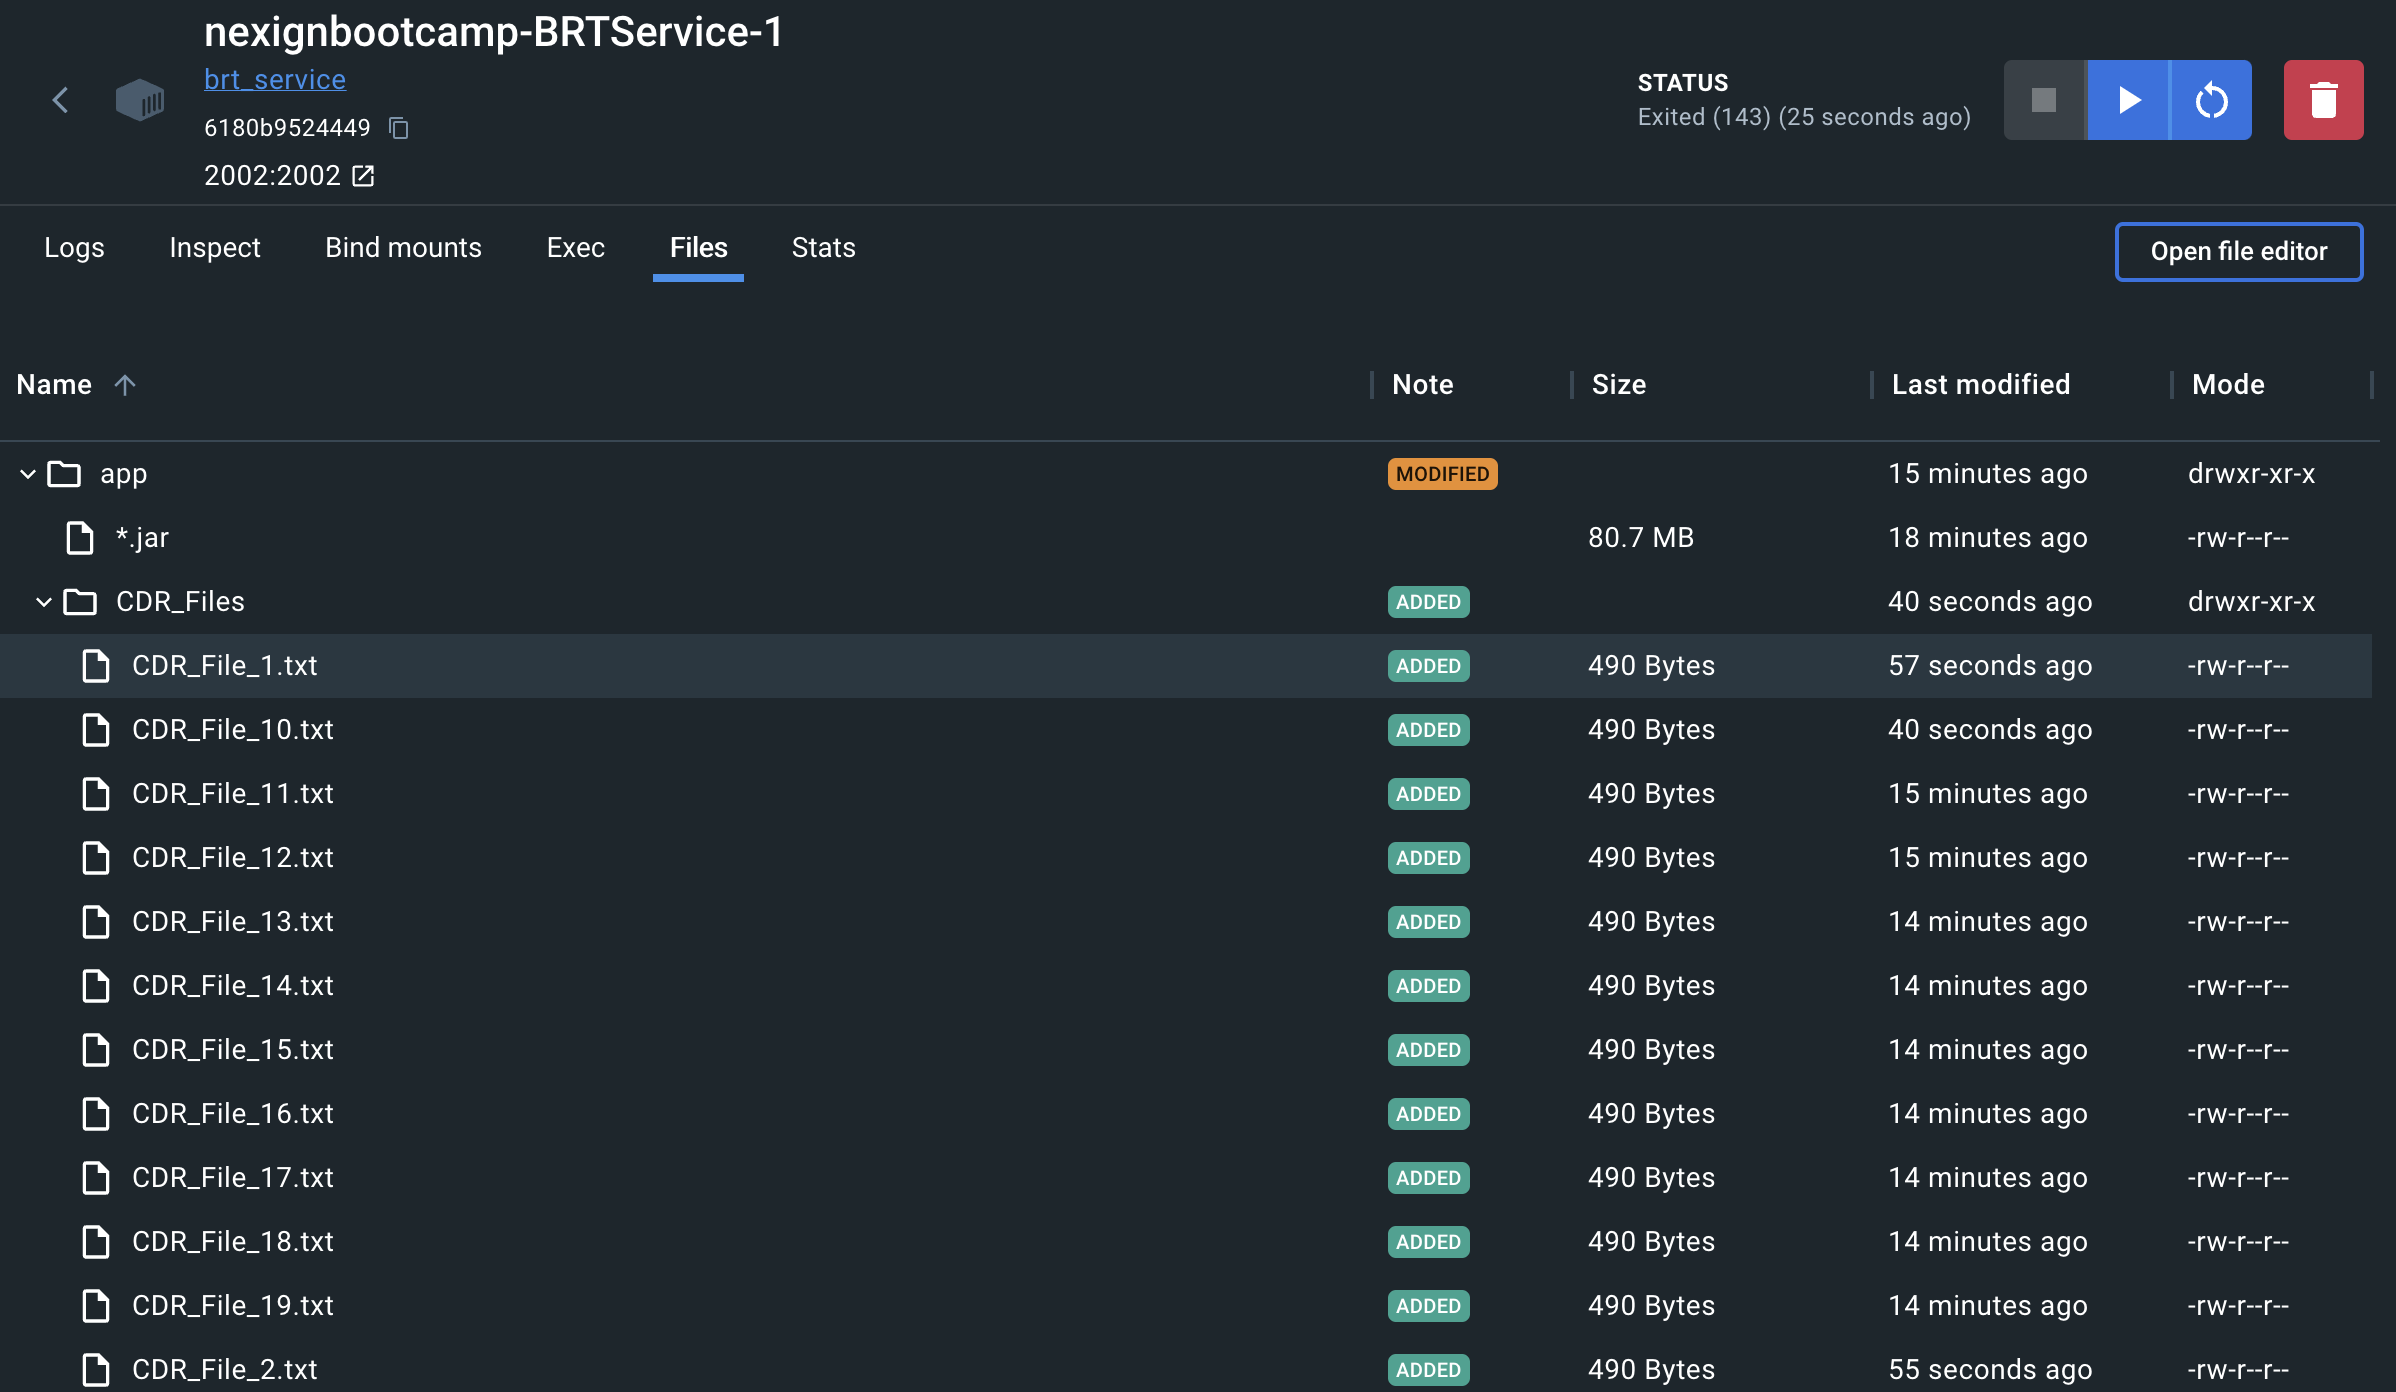 nexignbootcamp-BRTService-1
brt_service
6180b9524449
2002:2002
STATUS
Exited (143) (25 seconds ago)
Logs Inspect Bind mounts Exec Files Stats Open file editor
Name Note Size Last modified Mode
app MODIFIED 15 minutes ago drwxr-xr-x
*.jar 80.7 MB 18 minutes ago -rw-r--r--
CDR_Files ADDED 40 seconds ago drwxr-xr-x
CDR_File_1.txt ADDED 490 Bytes 57 seconds ago -rw-r--r--
CDR_File_10.txt ADDED 490 Bytes 40 seconds ago -rw-r--r--
CDR_File_11.txt ADDED 490 Bytes 15 minutes ago -rw-r--r--
CDR_File_12.txt ADDED 490 Bytes 15 minutes ago -rw-r--r--
CDR_File_13.txt ADDED 490 Bytes 14 minutes ago -rw-r--r--
CDR_File_14.txt ADDED 490 Bytes 14 minutes ago -rw-r--r--
CDR_File_15.txt ADDED 490 Bytes 14 minutes ago -rw-r--r--
CDR_File_16.txt ADDED 490 Bytes 14 minutes ago -rw-r--r--
CDR_File_17.txt ADDED 490 Bytes 14 minutes ago -rw-r--r--
CDR_File_18.txt ADDED 490 Bytes 14 minutes ago -rw-r--r--
CDR_File_19.txt ADDED 490 Bytes 14 minutes ago -rw-r--r--
CDR_File_2.txt ADDED 490 Bytes 55 seconds ago -rw-r--r--